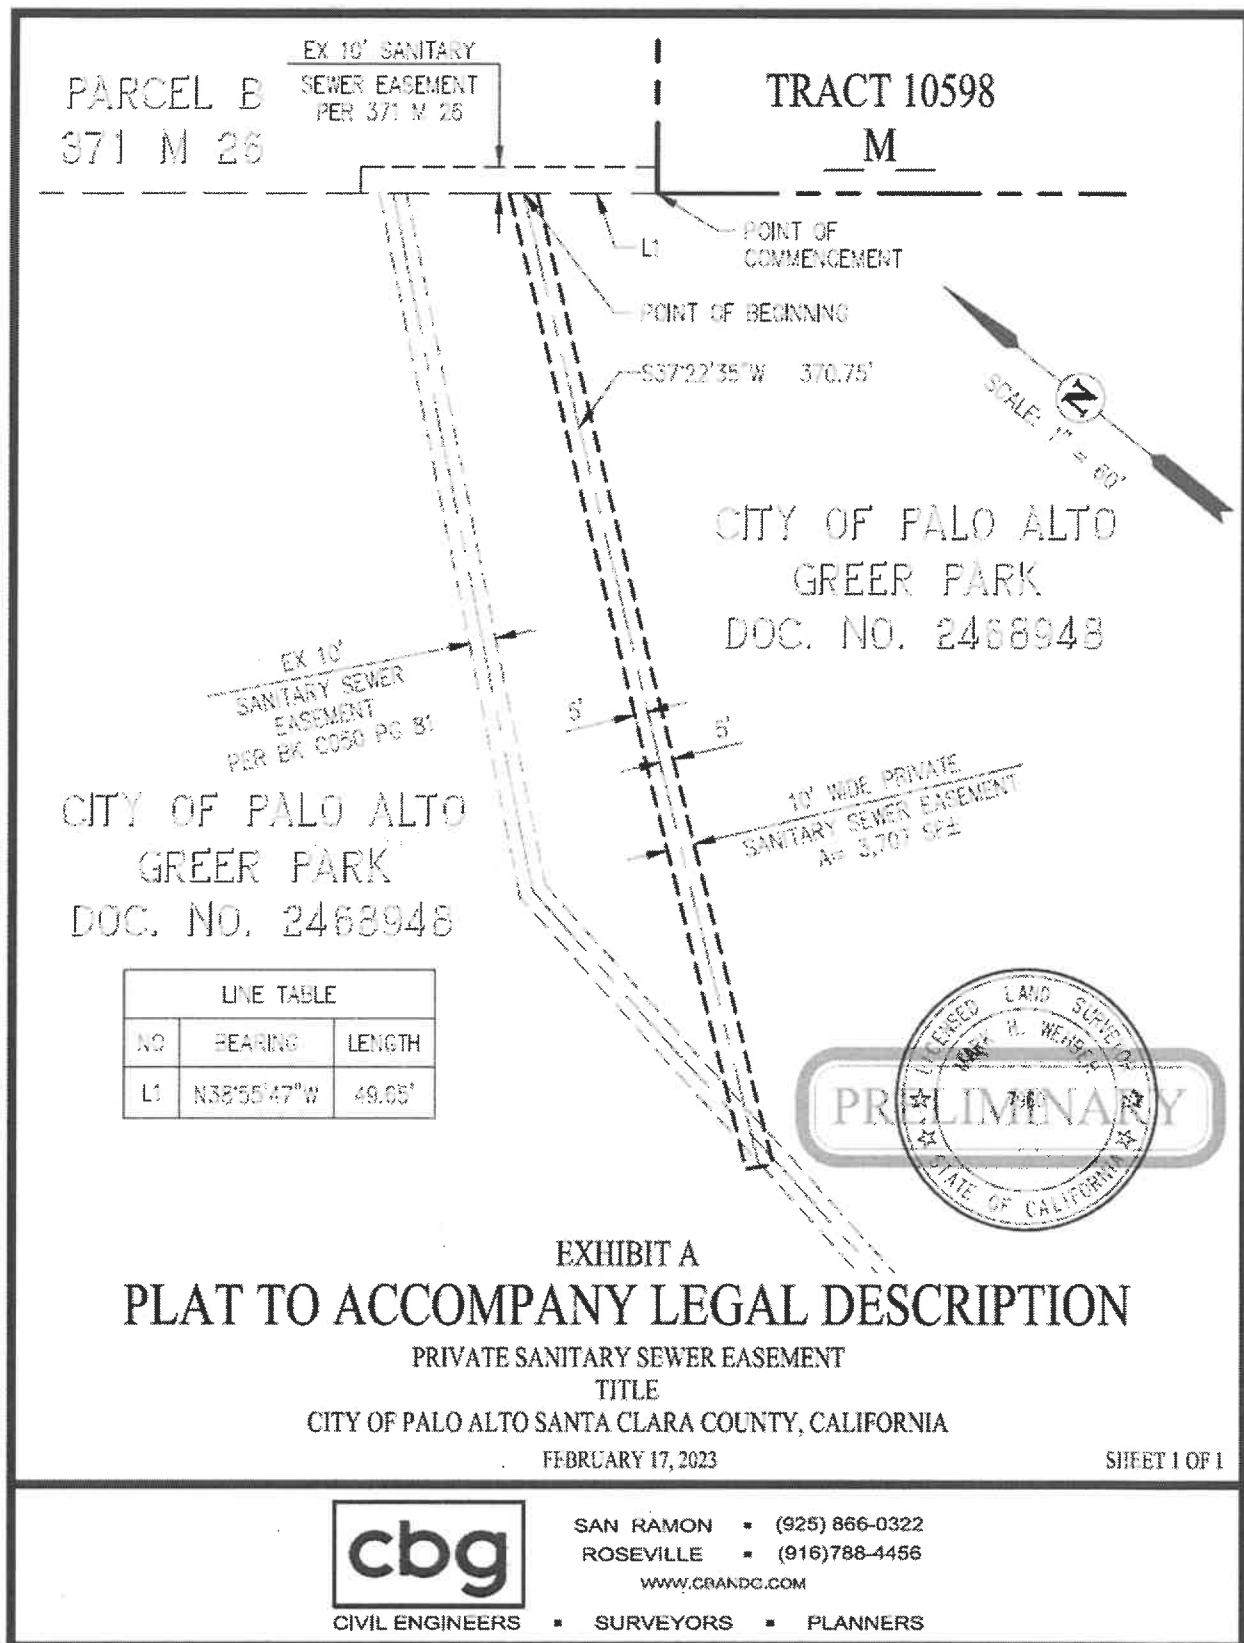 EX 10' SANITARY
SEWER EASEMENT
PER 371 M 26
PARCEL B
371 M 26
TRACT 10598
__M__
L1
POINT OF
COMMENCEMENT
POINT OF BEGINNING
S37°22'35"W 370.75'
N
SCALE: 1" = 60'
CITY OF PALO ALTO
GREER PARK
DOC. NO. 2468948
EX 10'
SANITARY SEWER
EASEMENT
PER BK C050 PG 81
5'
5'
10' WIDE PRIVATE
SANITARY SEWER EASEMENT
A= 3,707 SF±
CITY OF PALO ALTO
GREER PARK
DOC. NO. 2468948
LINE TABLE
NO BEARING LENGTH
L1 N38°55'47"W 49.65'
LICENSED LAND SURVEYOR
MARK H. WEHBER
STATE OF CALIFORNIA
PRELIMINARY
EXHIBIT A
PLAT TO ACCOMPANY LEGAL DESCRIPTION
PRIVATE SANITARY SEWER EASEMENT
TITLE
CITY OF PALO ALTO SANTA CLARA COUNTY, CALIFORNIA
FEBRUARY 17, 2023
SHEET 1 OF 1
cbg
SAN RAMON ▪ (925) 866-0322
ROSEVILLE ▪ (916)788-4456
WWW.CBANDG.COM
CIVIL ENGINEERS ▪ SURVEYORS ▪ PLANNERS